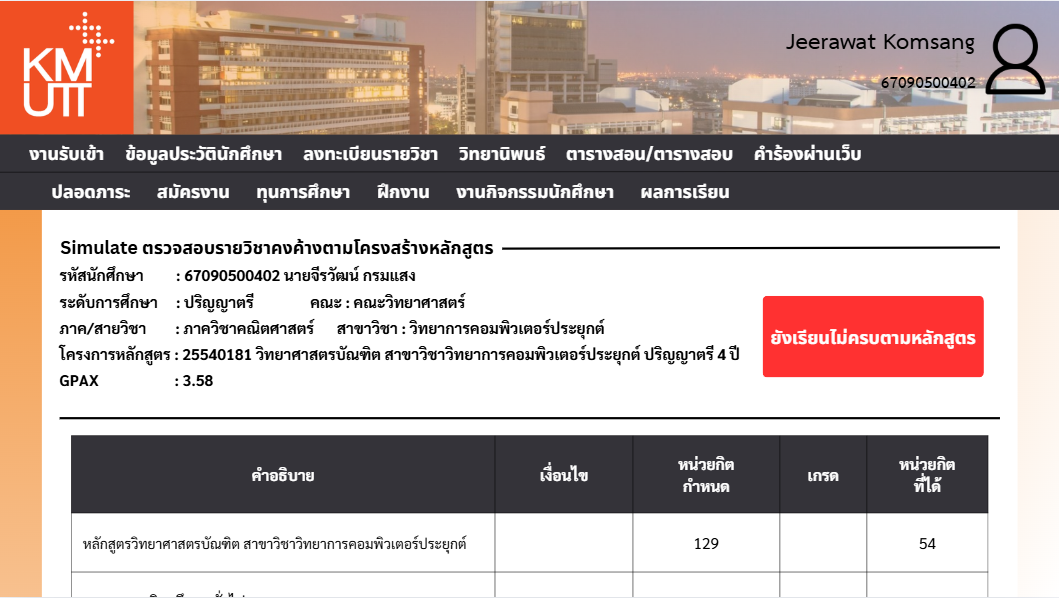 KM
UTT
Jeerawat Komsang
67090500402
งานรับเข้า ข้อมูลประวัตินักศึกษา ลงทะเบียนรายวิชา วิทยานิพนธ์ ตารางสอน/ตารางสอบ คำร้องผ่านเว็บ
ปลอดภาระ สมัครงาน ทุนการศึกษา ฝึกงาน งานกิจกรรมนักศึกษา ผลการเรียน
Simulate ตรวจสอบรายวิชาคงค้างตามโครงสร้างหลักสูตร
รหัสนักศึกษา : 67090500402 นายจีรวัฒน์ กรมแสง
ระดับการศึกษา : ปริญญาตรี คณะ : คณะวิทยาศาสตร์
ภาค/สายวิชา : ภาควิชาคณิตศาสตร์ สาขาวิชา : วิทยาการคอมพิวเตอร์ประยุกต์
โครงการหลักสูตร : 25540181 วิทยาศาสตรบัณฑิต สาขาวิชาวิทยาการคอมพิวเตอร์ประยุกต์ ปริญญาตรี 4 ปี
GPAX : 3.58
ยังเรียนไม่ครบตามหลักสูตร
คำอธิบาย เงื่อนไข หน่วยกิต กำหนด เกรด หน่วยกิต ที่ได้
หลักสูตรวิทยาศาสตรบัณฑิต สาขาวิชาวิทยาการคอมพิวเตอร์ประยุกต์ 129 54